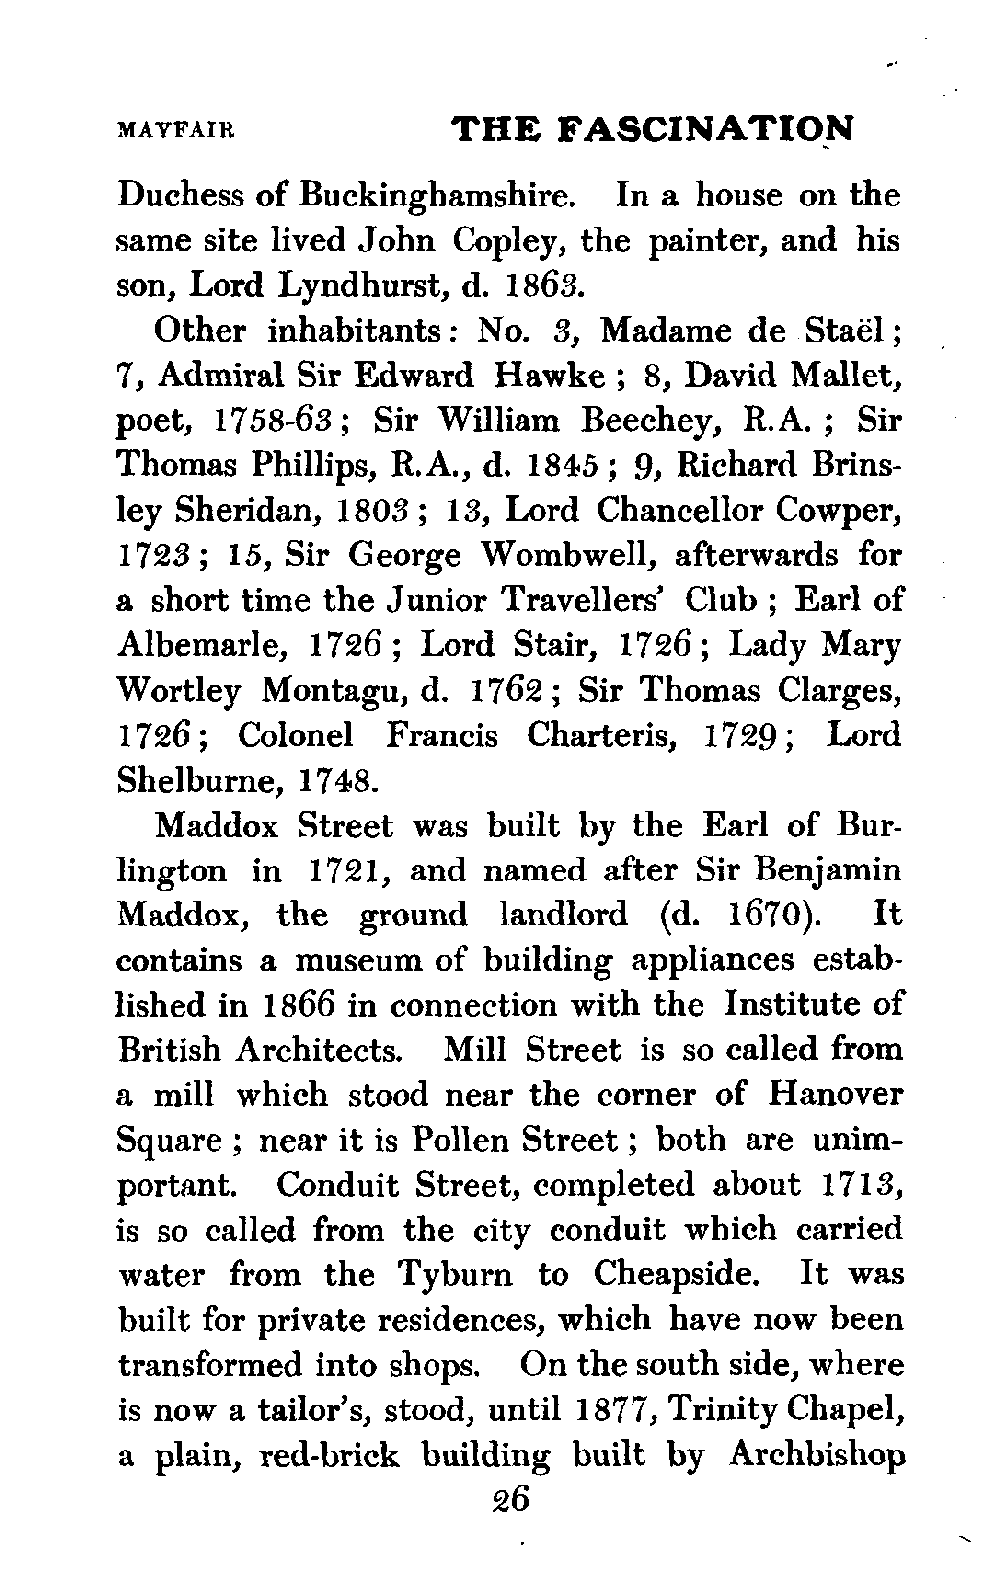 MAYFAIR THE FASCINATION
Duchess of Buckinghamshire. In a house on the
same site lived John Copley, the painter, and his
son, Lord Lyndhurst, d. 1863.
Other inhabitants: No. 3, Madame de Staël;
7, Admiral Sir Edward Hawke; 8, David Mallet,
poet, 1758-63; Sir William Beechey, R.A.; Sir
Thomas Phillips, R.A., d. 1845; 9, Richard Brins-
ley Sheridan, 1803; 13, Lord Chancellor Cowper,
1723; 15, Sir George Wombwell, afterwards for
a short time the Junior Travellers' Club; Earl of
Albemarle, 1726; Lord Stair, 1726; Lady Mary
Wortley Montagu, d. 1762; Sir Thomas Clarges,
1726; Colonel Francis Charteris, 1729; Lord
Shelburne, 1748.
Maddox Street was built by the Earl of Bur-
lington in 1721, and named after Sir Benjamin
Maddox, the ground landlord (d. 1670). It
contains a museum of building appliances estab-
lished in 1866 in connection with the Institute of
British Architects. Mill Street is so called from
a mill which stood near the corner of Hanover
Square; near it is Pollen Street; both are unim-
portant. Conduit Street, completed about 1713,
is so called from the city conduit which carried
water from the Tyburn to Cheapside. It was
built for private residences, which have now been
transformed into shops. On the south side, where
is now a tailor's, stood, until 1877, Trinity Chapel,
a plain, red-brick building built by Archbishop
26